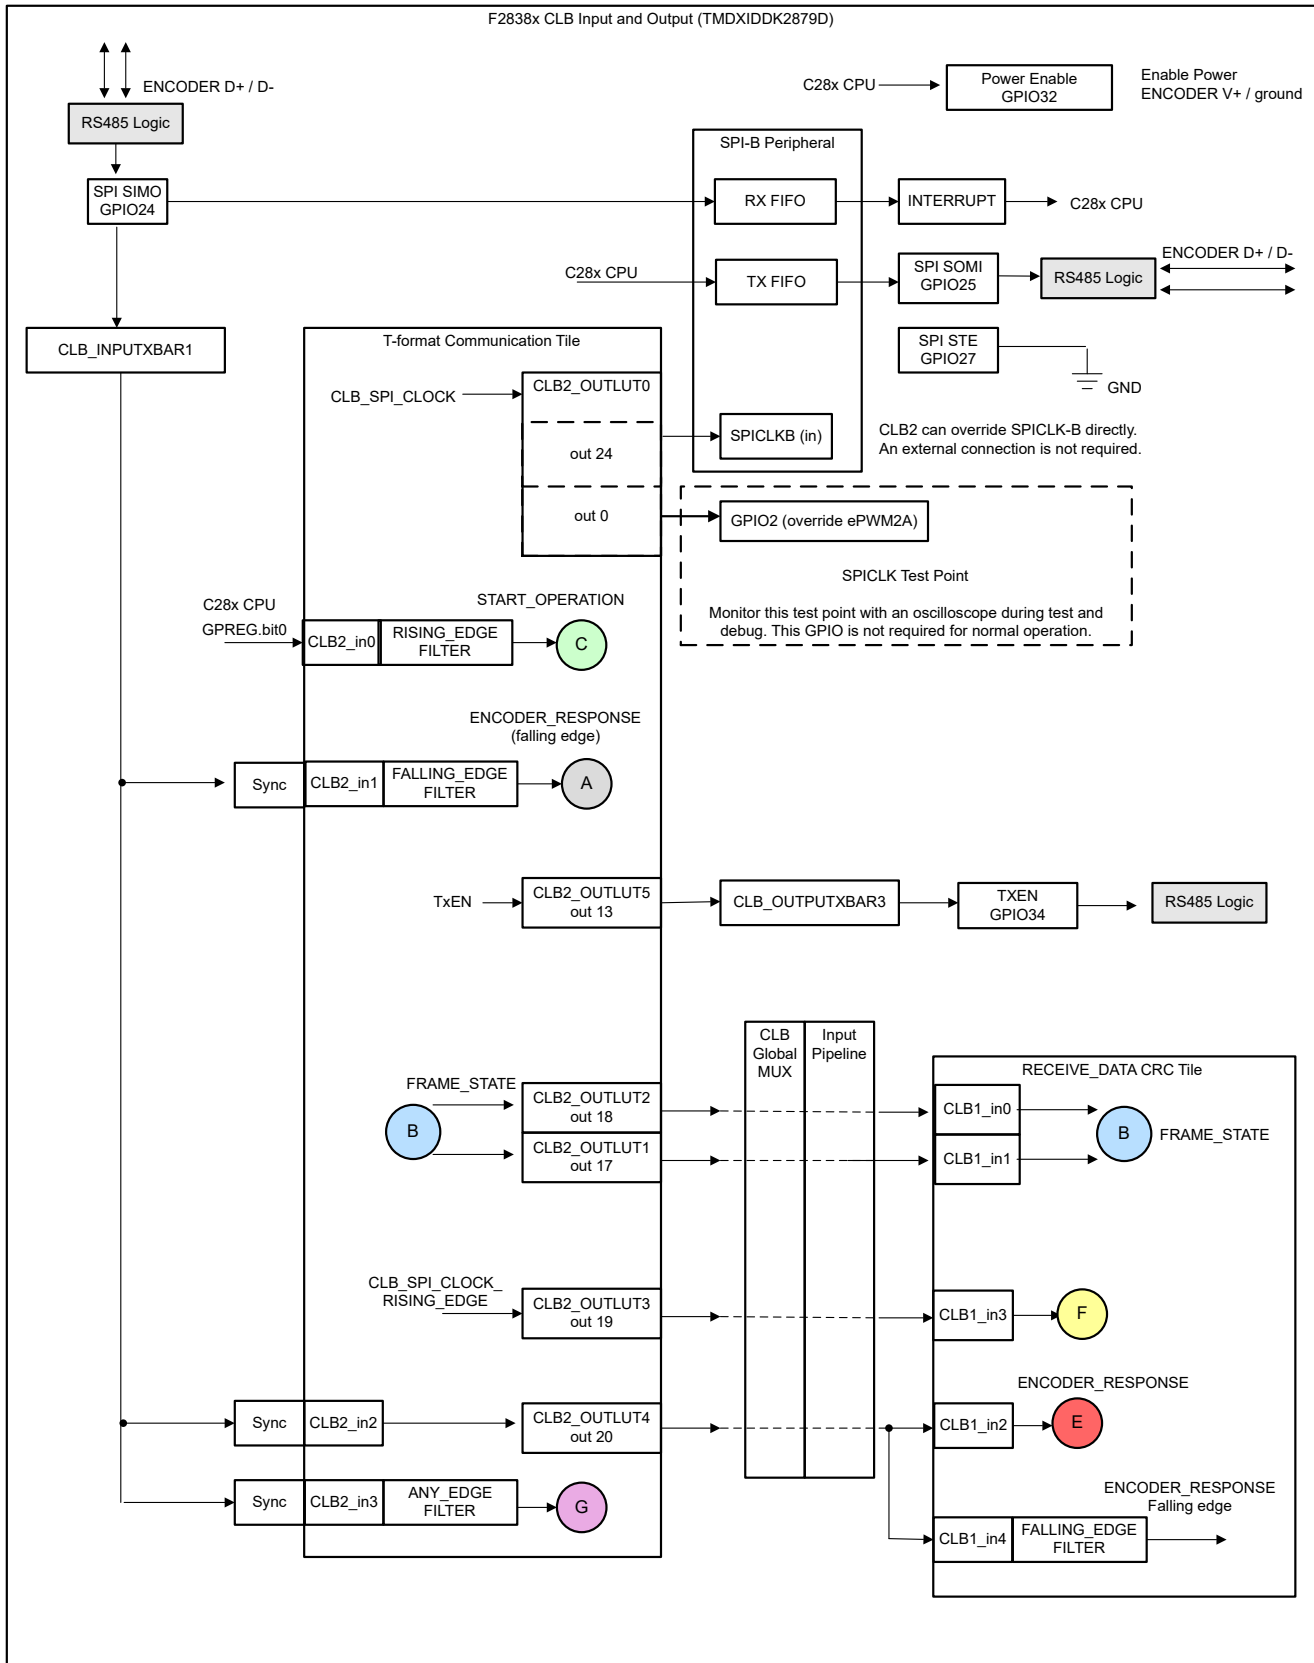 F2838x CLB Input and Output (TMDXIDDK2879D)
ENCODER D+ / D-
RS485 Logic
SPI SIMO
GPIO24
CLB_INPUTXBAR1
C28x CPU
Power Enable
GPIO32
Enable Power
ENCODER V+ / ground
SPI-B Peripheral
RX FIFO
INTERRUPT
C28x CPU
C28x CPU
TX FIFO
SPI SOMI
GPIO25
RS485 Logic
ENCODER D+ / D-
SPI STE
GPIO27
GND
SPICLKB (in)
CLB2 can override SPICLK-B directly.
An external connection is not required.
T-format Communication Tile
CLB_SPI_CLOCK
CLB2_OUTLUT0
out 24
out 0
GPIO2 (override ePWM2A)
SPICLK Test Point
Monitor this test point with an oscilloscope during test and
debug. This GPIO is not required for normal operation.
C28x CPU
GPREG.bit0
CLB2_in0
RISING_EDGE
FILTER
START_OPERATION
C
ENCODER_RESPONSE
(falling edge)
Sync
CLB2_in1
FALLING_EDGE
FILTER
A
TxEN
CLB2_OUTLUT5
out 13
CLB_OUTPUTXBAR3
TXEN
GPIO34
RS485 Logic
CLB
Global
MUX
Input
Pipeline
RECEIVE_DATA CRC Tile
FRAME_STATE
B
CLB2_OUTLUT2
out 18
CLB2_OUTLUT1
out 17
CLB1_in0
CLB1_in1
B
FRAME_STATE
CLB_SPI_CLOCK_
RISING_EDGE
CLB2_OUTLUT3
out 19
CLB1_in3
F
ENCODER_RESPONSE
Sync
CLB2_in2
CLB2_OUTLUT4
out 20
CLB1_in2
E
Sync
CLB2_in3
ANY_EDGE
FILTER
G
ENCODER_RESPONSE
Falling edge
CLB1_in4
FALLING_EDGE
FILTER